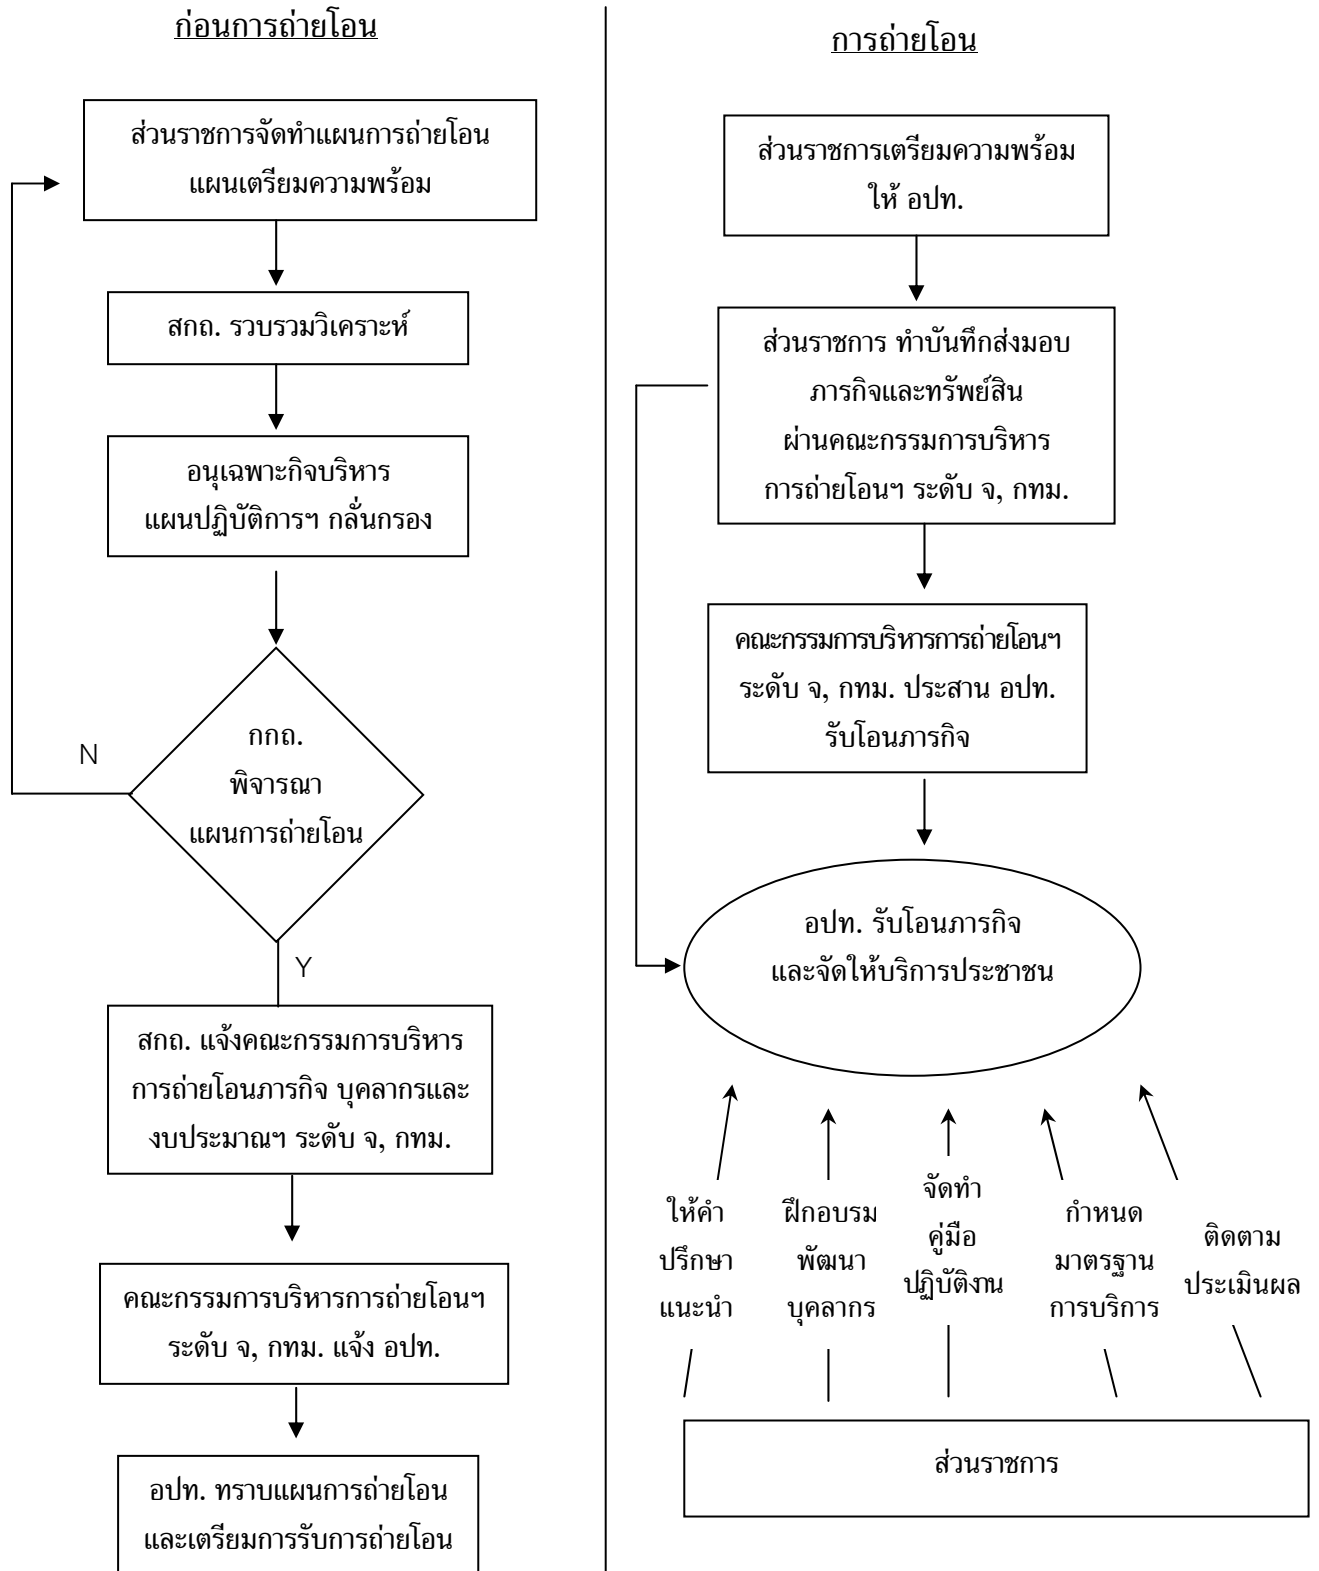 ก่อนการถ่ายโอน
ส่วนราชการจัดทำแผนการถ่ายโอน
แผนเตรียมความพร้อม
สกถ. รวบรวมวิเคราะห์
อนุเฉพาะกิจบริหาร
แผนปฏิบัติการฯ กลั่นกรอง
กกถ.
พิจารณา
แผนการถ่ายโอน
N
Y
สกถ. แจ้งคณะกรรมการบริหาร
การถ่ายโอนภารกิจ บุคลากรและ
งบประมาณฯ ระดับ จ, กทม.
คณะกรรมการบริหารการถ่ายโอนฯ
ระดับ จ, กทม. แจ้ง อปท.
อปท. ทราบแผนการถ่ายโอน
และเตรียมการรับการถ่ายโอน
การถ่ายโอน
ส่วนราชการเตรียมความพร้อม
ให้ อปท.
ส่วนราชการ ทำบันทึกส่งมอบ
ภารกิจและทรัพย์สิน
ผ่านคณะกรรมการบริหาร
การถ่ายโอนฯ ระดับ จ, กทม.
คณะกรรมการบริหารการถ่ายโอนฯ
ระดับ จ, กทม. ประสาน อปท.
รับโอนภารกิจ
อปท. รับโอนภารกิจ
และจัดให้บริการประชาชน
ให้คำ
ปรึกษา
แนะนำ
ฝึกอบรม
พัฒนา
บุคลากร
จัดทำ
คู่มือ
ปฏิบัติงาน
กำหนด
มาตรฐาน
การบริการ
ติดตาม
ประเมินผล
ส่วนราชการ